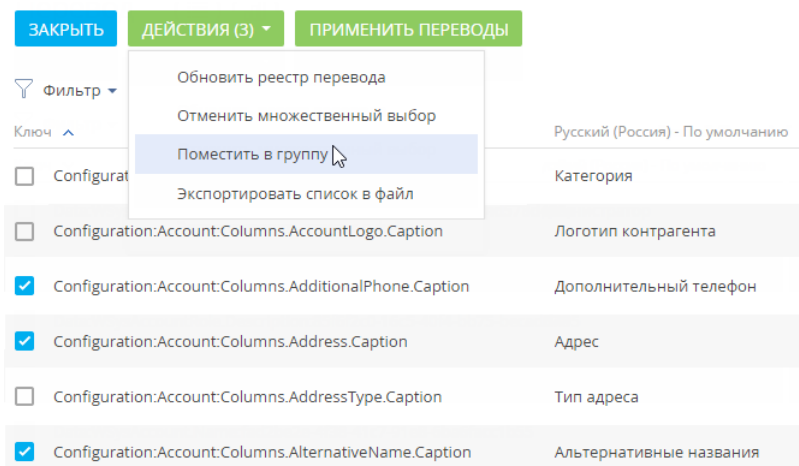 ЗАКРЫТЬ ДЕЙСТВИЯ (3) ПРИМЕНИТЬ ПЕРЕВОДЫ
Обновить реестр перевода
Фильтр
Отменить множественный выбор
Ключ Русский (Россия) - По умолчанию
Поместить в группу
Configurat Категория
Экспортировать список в файл
Configuration:Account:Columns.AccountLogo.Caption Логотип контрагента
Configuration:Account:Columns.AdditionalPhone.Caption Дополнительный телефон
Configuration:Account:Columns.Address.Caption Адрес
Configuration:Account:Columns.AddressType.Caption Тип адреса
Configuration:Account:Columns.AlternativeName.Caption Альтернативные названия